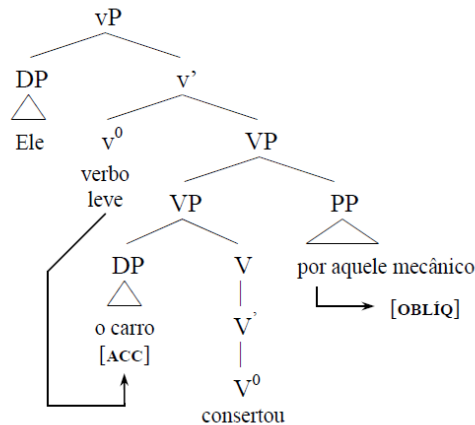 vP
DP v’
Ele v⁰ VP
verbo
leve VP PP
DP V por aquele mecânico
o carro V’ [OBLÍQ]
[ACC]
V⁰
consertou